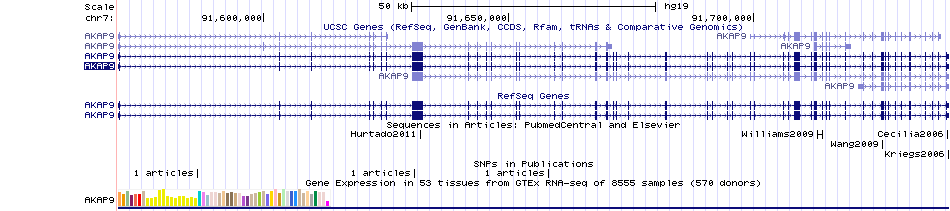 Scale 50 kb hg19
chr7: 91,600,000 91,650,000 91,700,000
UCSC Genes (RefSeq, GenBank, CCDS, Rfam, tRNAs & Comparative Genomics)
AKAP9 AKAP9
AKAP9 AKAP9
AKAP9
AKAP9
AKAP9
AKAP9
RefSeq Genes
AKAP9
AKAP9
Sequences in Articles: PubmedCentral and Elsevier
Hurtado2011 Williams2009 Cecilia2006
Wang2009
Kriegs2006
SNPs in Publications
1 articles 1 articles 1 articles
Gene Expression in 53 tissues from GTEx RNA-seq of 8555 samples (570 donors)
AKAP9